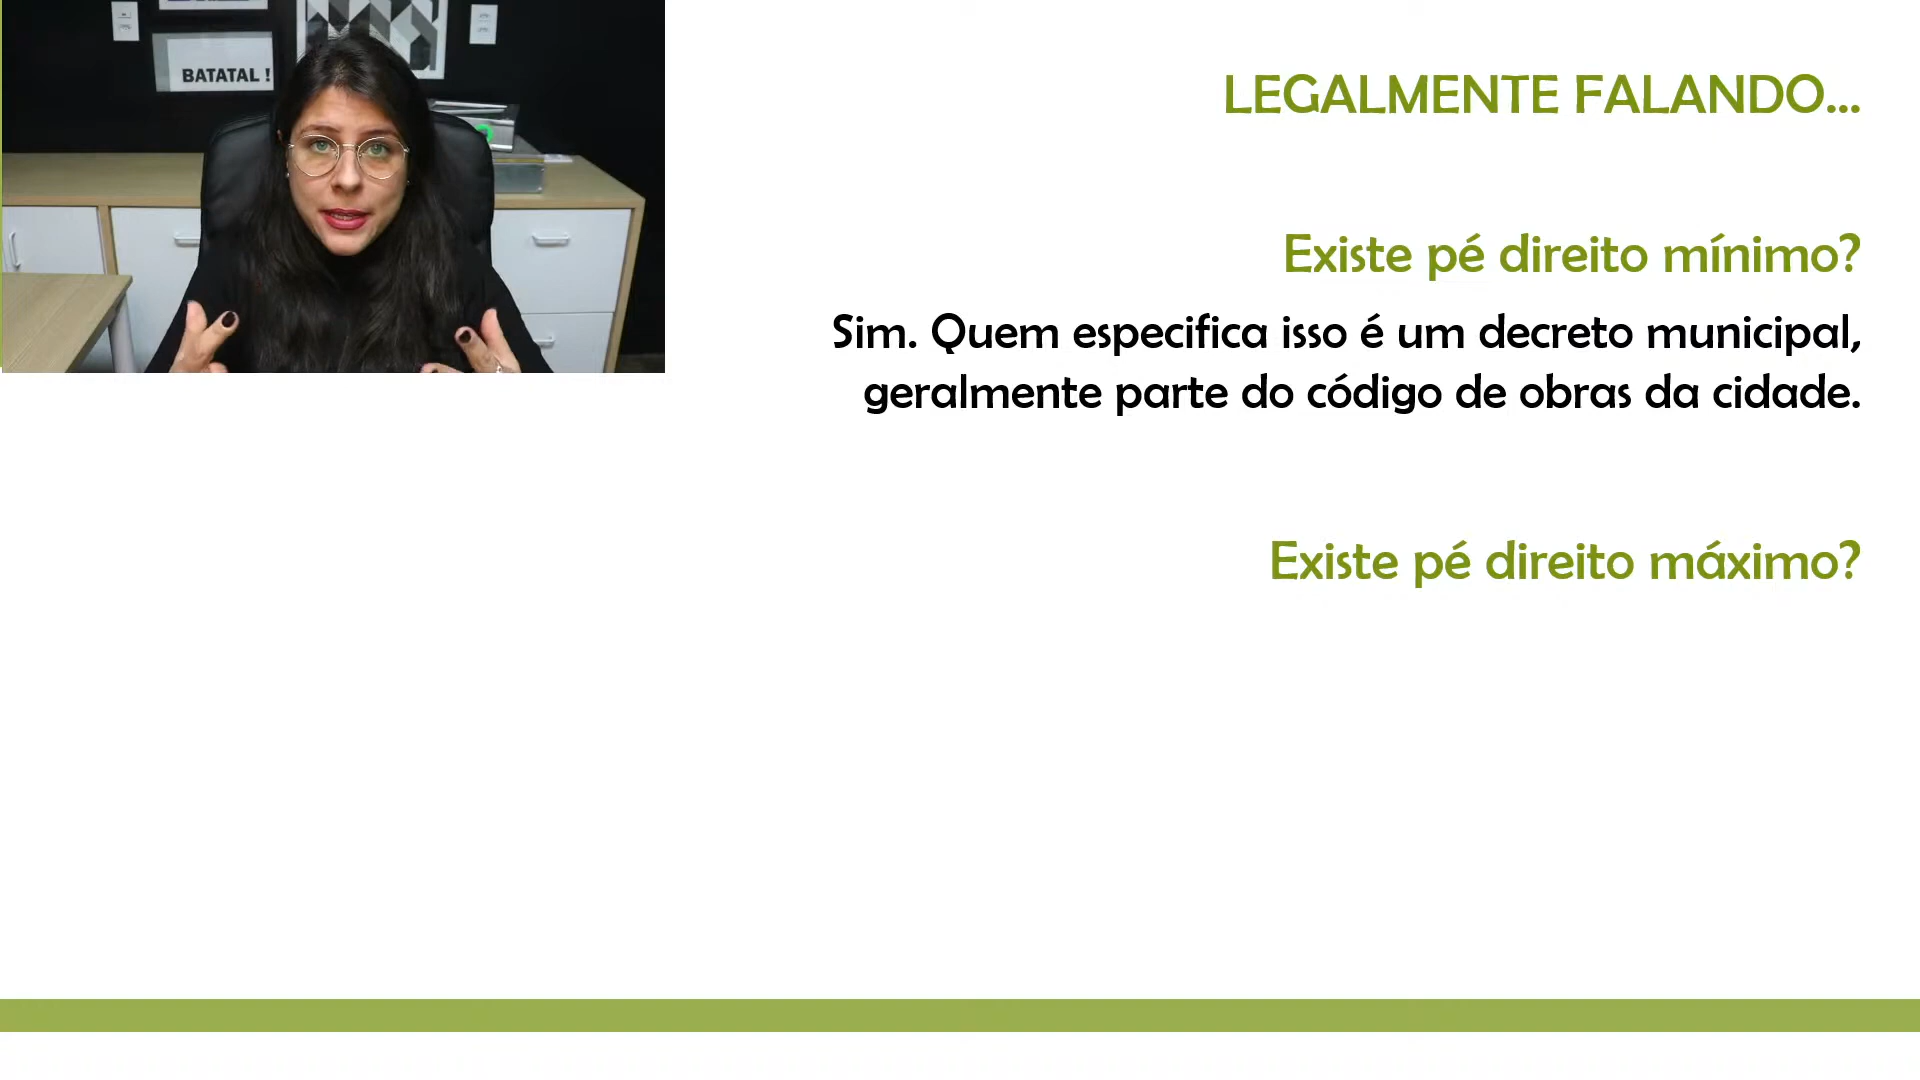 BATATAL !
LEGALMENTE FALANDO...
Existe pé direito mínimo?
Sim. Quem especifica isso é um decreto municipal,
geralmente parte do código de obras da cidade.
Existe pé direito máximo?